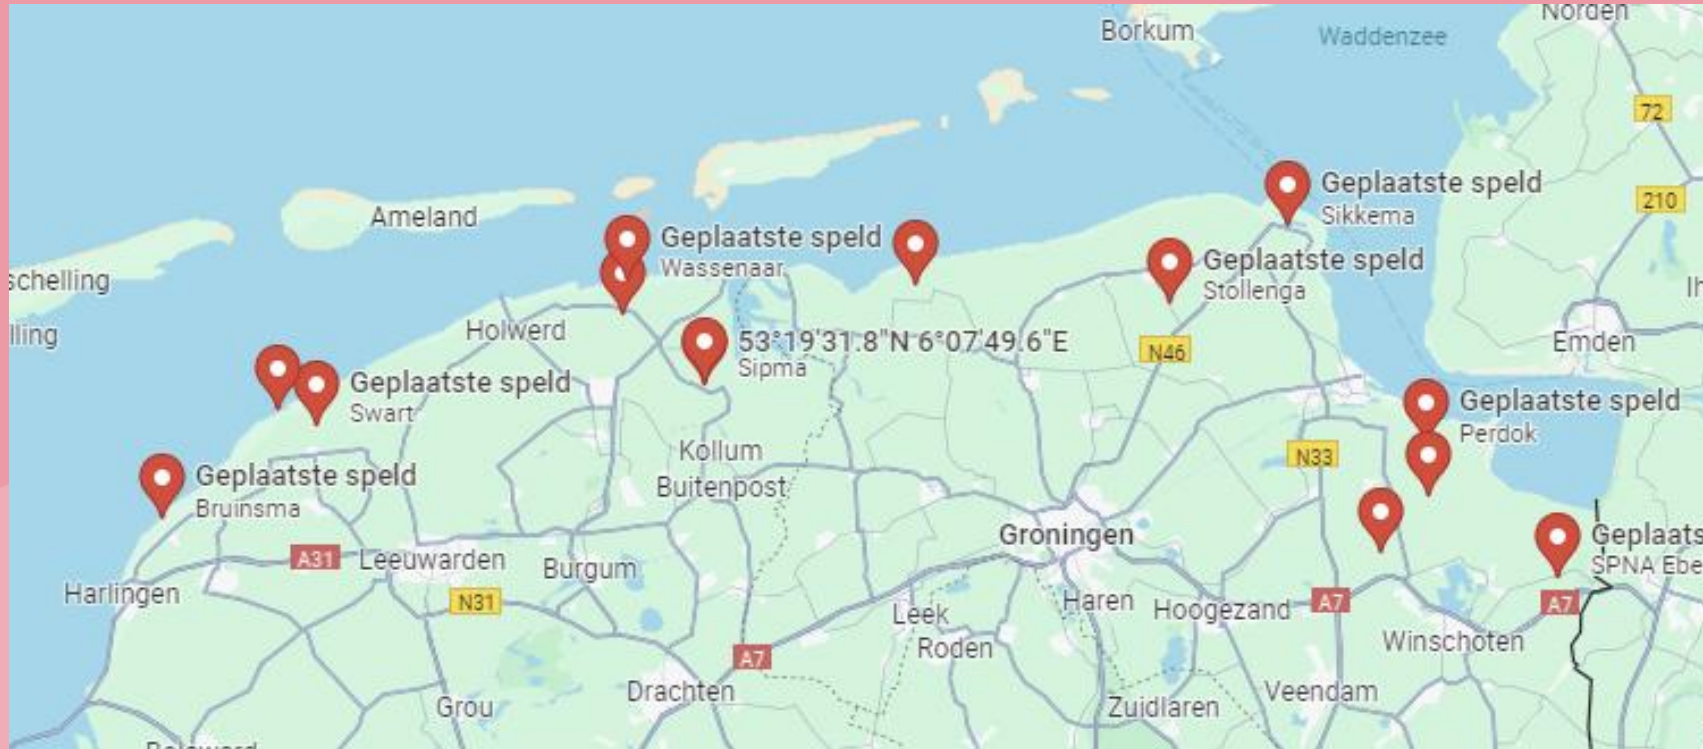 Norden
Borkum
Waddenzee
72
Geplaatste speld
Sikkema
210
Ameland
Geplaatste speld
Wassenaar
Geplaatste speld
Stollenga
schelling
lling
Holwerd
53°19'31.8"N 6°07'49.6"E
Sipma
N46
Emden
Geplaatste speld
Swart
Geplaatste speld
Perdok
Kollum
N33
Geplaatste speld
Bruinsma
Buitenpost
Groningen
Geplaats
SPNA Ebe
A31
Leeuwarden
Burgum
Harlingen
N31
Leek
Haren
Hoogezand
A7
A7
Roden
Winschoten
A7
Drachten
Veendam
Grou
Zuidlaren